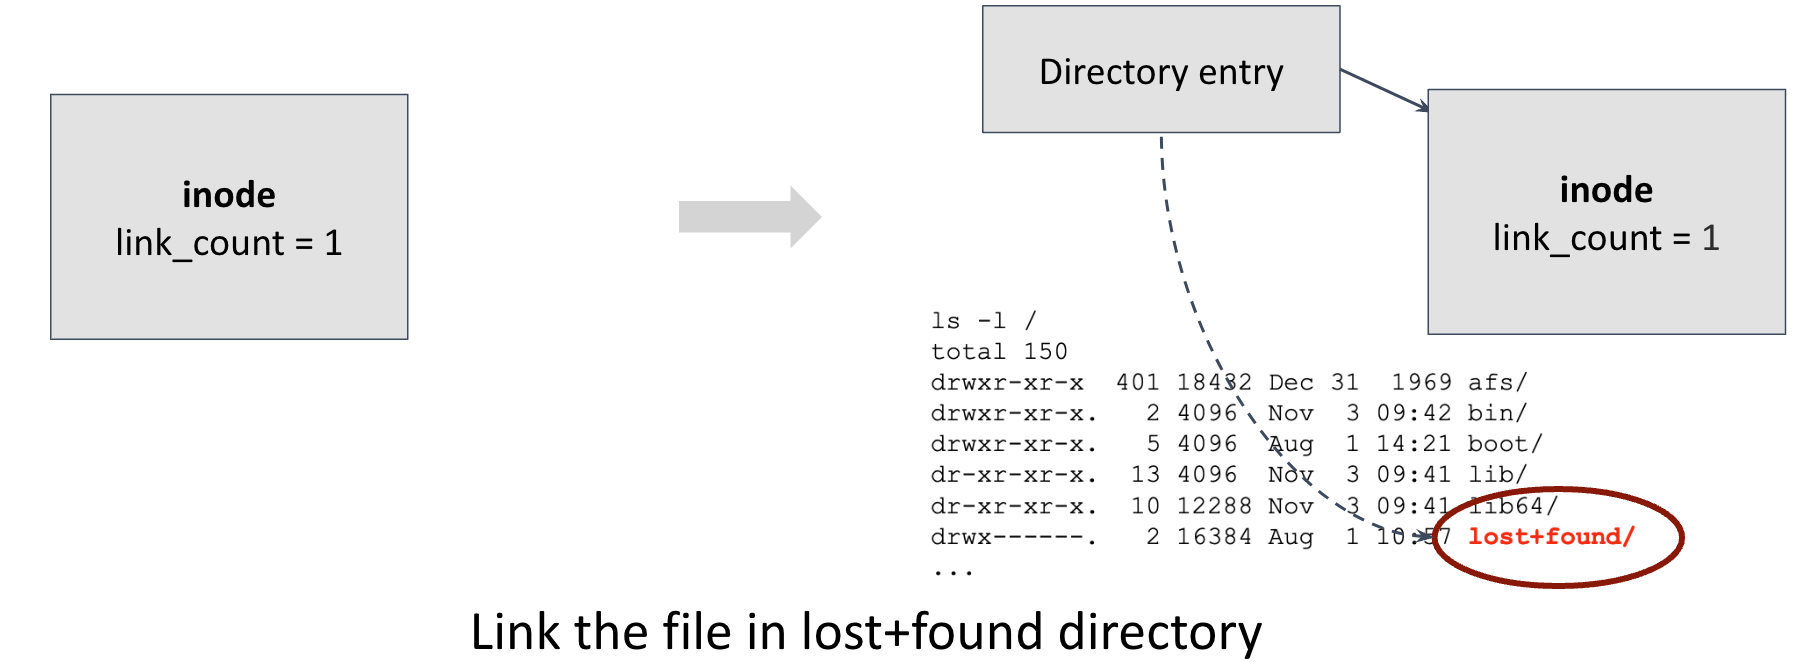 inode
link_count = 1
Directory entry
inode
link_count = 1
ls -l /
total 150
drwxr-xr-x  401 18432 Dec 31  1969 afs/
drwxr-xr-x.   2 4096  Nov  3 09:42 bin/
drwxr-xr-x.   5 4096  Aug  1 14:21 boot/
dr-xr-xr-x.  13 4096  Nov  3 09:41 lib/
dr-xr-xr-x.  10 12288 Nov  3 09:41 lib64/
drwx------.   2 16384 Aug  1 10:57 lost+found/
...
Link the file in lost+found directory